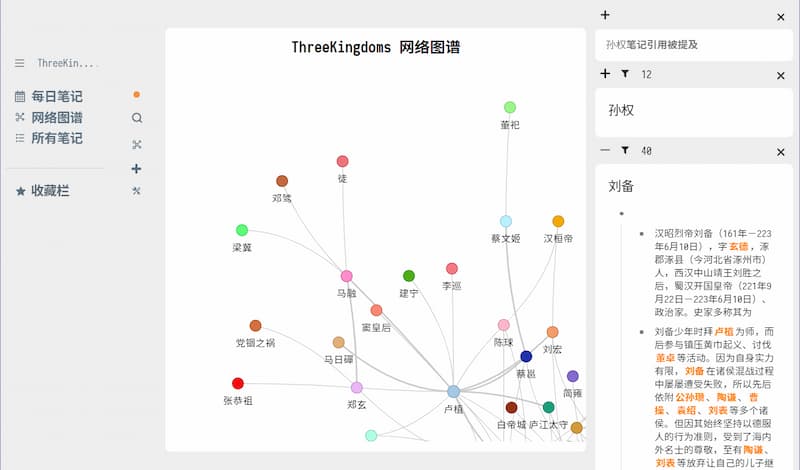 ThreeKin...
每日笔记
网络图谱
所有笔记
收藏栏
ThreeKingdoms 网络图谱
董祀
徒
邓骘
蔡文姬
汉桓帝
梁冀
马融
建宁
李巡
窦皇后
党锢之祸
马日磾
陈球
刘宏
蔡邕
张恭祖
郑玄
卢植
简雍
白帝城
庐江太守
孙权笔记引用被提及
12
孙权
40
刘备
汉昭烈帝刘备（161年－223
年6月10日），字玄德，涿
郡涿县（今河北省涿州市）
人，西汉中山靖王刘胜之
后，蜀汉开国皇帝（221年9
月22日－223年6月10日）、
政治家。史家多称其为
刘备少年时拜卢植为师，而
后参与镇压黄巾起义、讨伐
董卓等活动。因为自身实力
有限，刘备在诸侯混战过程
中屡屡遭受失败，所以先后
依附公孙瓒、陶谦、曹
操、袁绍、刘表等多个诸
侯。但因其始终坚持以德服
人的行为准则，受到了海内
外名士的尊敬，至有陶谦、
刘表等放弃让自己的儿子继